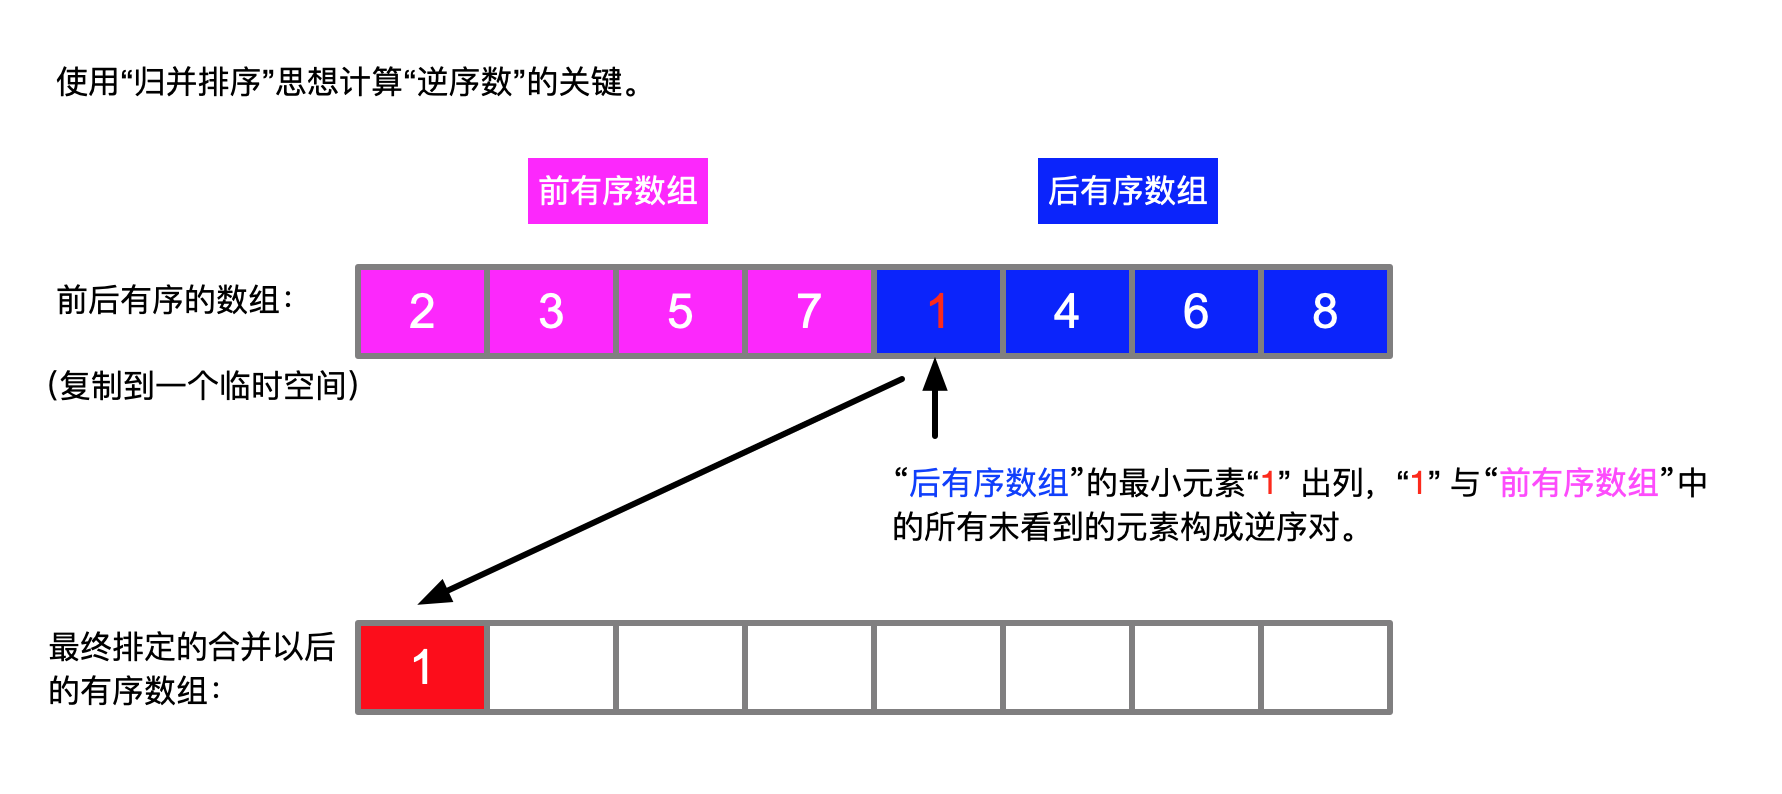 使用“归并排序”思想计算“逆序数”的关键。
前有序数组 后有序数组
前后有序的数组： 2 3 5 7 1 4 6 8
（复制到一个临时空间）
“后有序数组”的最小元素“1” 出列，“1” 与“前有序数组”中
的所有未看到的元素构成逆序对。
最终排定的合并以后
的有序数组： 1